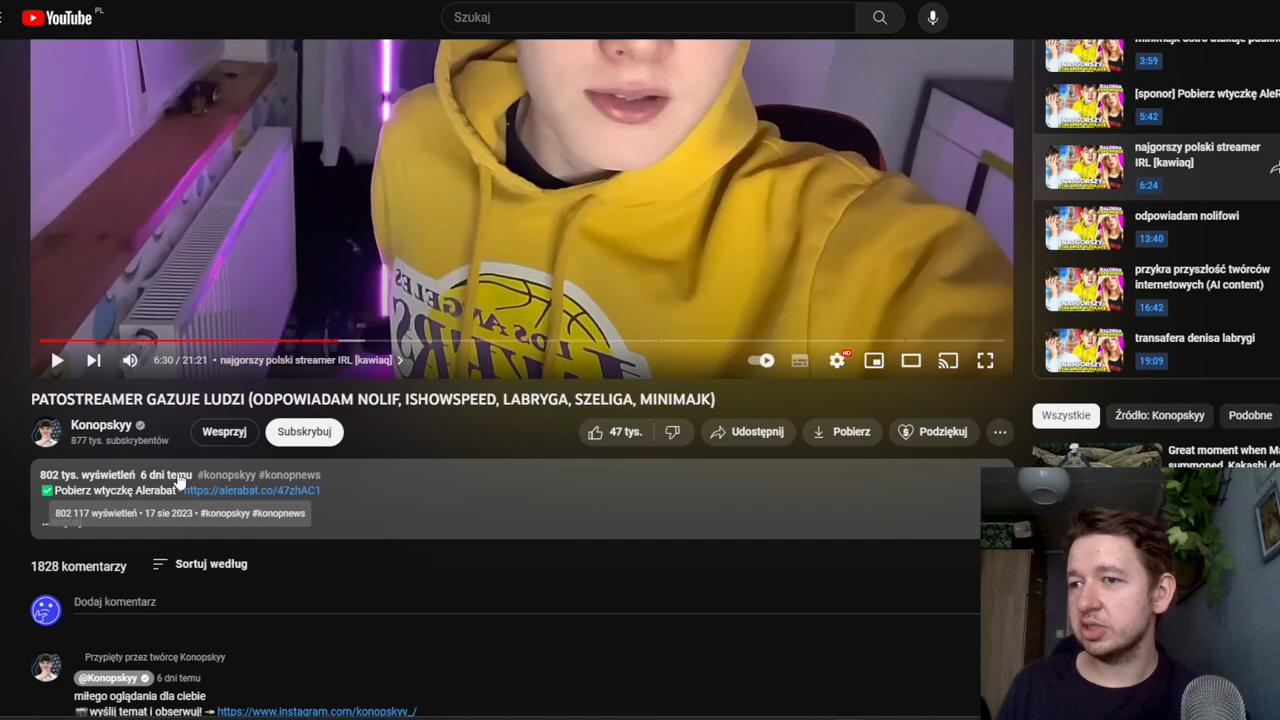 YouTube PL
Szukaj
3:59
[sponor] Pobierz wtyczkę AleR
5:42
najgorszy polski streamer
IRL [kawiaq]
6:24
odpowiadam nolifowi
13:40
przykra przyszłość twórców
internetowych (AI content)
16:42
transafera denisa labrygi
19:09
6:30 / 21:21 • najgorszy polski streamer IRL [kawiaq]
HD
PATOSTREAMER GAZUJE LUDZI (ODPOWIADAM NOLIF, ISHOWSPEED, LABRYGA, SZELIGA, MINIMAJK)
Konopskyy
877 tys. subskrybentów
Wesprzyj
Subskrybuj
47 tys.
Udostępnij
Pobierz
Podziękuj
Wszystkie
Źródło: Konopskyy
Podobne
Great moment when Ma
summoned, Kakashi de
802 tys. wyświetleń 6 dni temu #konopskyy #konopnews
✅Pobierz wtyczkę Alerabat https://alerabat.co/47zhAC1
802 117 wyświetleń • 17 sie 2023 • #konopskyy #konopnews
1828 komentarzy
Sortuj według
Dodaj komentarz
Przypięty przez twórcę Konopskyy
@Konopskyy 6 dni temu
miłego oglądania dla ciebie
wyślij temat i obserwuj! https://www.instagram.com/konopskyy_/